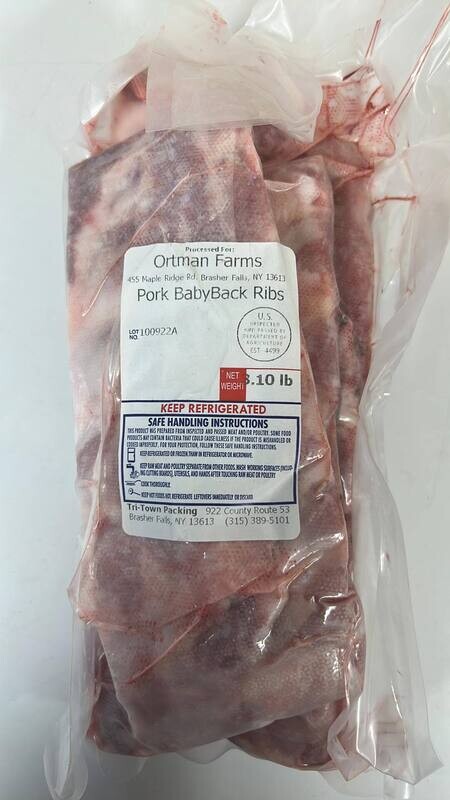 Processed For:
Ortman Farms
455 Maple Ridge Rd. Brasher Falls, NY 13613
Pork BabyBack Ribs
LOT NO. 100922A
U.S.
INSPECTED
AND PASSED BY
DEPARTMENT OF
AGRICULTURE
EST 4499
NET WEIGHT .10 lb
KEEP REFRIGERATED
SAFE HANDLING INSTRUCTIONS
THIS PRODUCT WAS PREPARED FROM INSPECTED AND PASSED MEAT AND/OR POULTRY. SOME FOOD
PRODUCTS MAY CONTAIN BACTERIA THAT COULD CAUSE ILLNESS IF THE PRODUCT IS MISHANDLED OR
COOKED IMPROPERLY. FOR YOUR PROTECTION, FOLLOW THESE SAFE HANDLING INSTRUCTIONS.
KEEP REFRIGERATED OR FROZEN.THAW IN REFRIGERATOR OR MICROWAVE.
KEEP RAW MEAT AND POULTRY SEPARATE FROM OTHER FOODS. WASH WORKING SURFACES (INCLUD-
ING CUTTING BOARDS), UTENSILS, AND HANDS AFTER TOUCHING RAW MEAT OR POULTRY.
COOK THOROUGHLY.
KEEP HOT FOODS HOT. REFRIGERATE LEFTOVERS IMMEDIATELY OR DISCARD.
Tri-Town Packing 922 County Route 53
Brasher Falls, NY 13613 (315) 389-5101